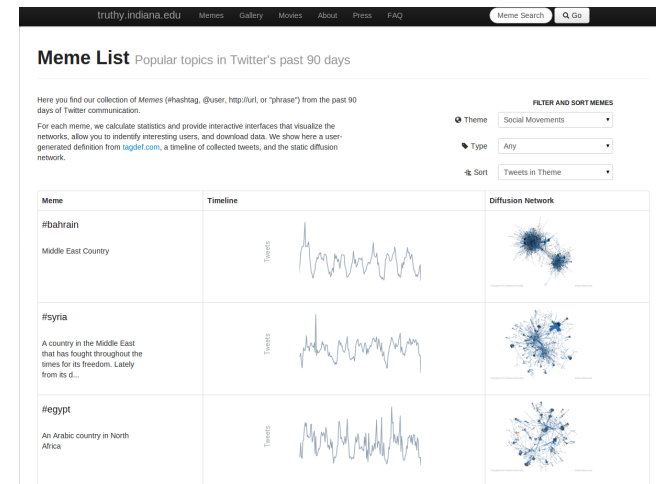 truthy.indiana.edu Memes Gallery Movies About Press FAQ Meme Search Go
Meme List Popular topics in Twitter's past 90 days
Here you find our collection of Memes (#hashtag, @user, http://url, or "phrase") from the past 90
days of Twitter communication.
For each meme, we calculate statistics and provide interactive interfaces that visualize the
networks, allow you to indentify interesting users, and download data. We show here a user-
generated definition from tagdef.com, a timeline of collected tweets, and the static diffusion
network.
FILTER AND SORT MEMES
Theme Social Movements
Type Any
Sort Tweets in Theme
Meme Timeline Diffusion Network
#bahrain
Middle East Country
Tweets
#syria
A country in the Middle East
that has fought throughout the
times for its freedom. Lately
from its d...
Tweets
#egypt
An Arabic country in North
Africa
Tweets